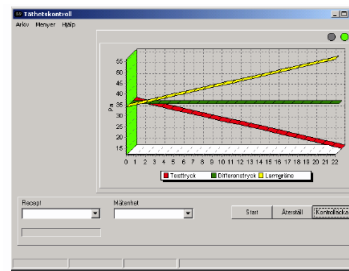 Täthetskontroll
Arkiv Menyer Hjälp
55
50
45
40
35
30
25
20
15
Pa
0 1 2 3 4 5 6 7 8 9 10 11 12 13 14 15 16 17 18 19 20 21 22
Testtryck Differenstryck Larmgräns
Recept Mätenhet
Start Återställ Kontrolläcka